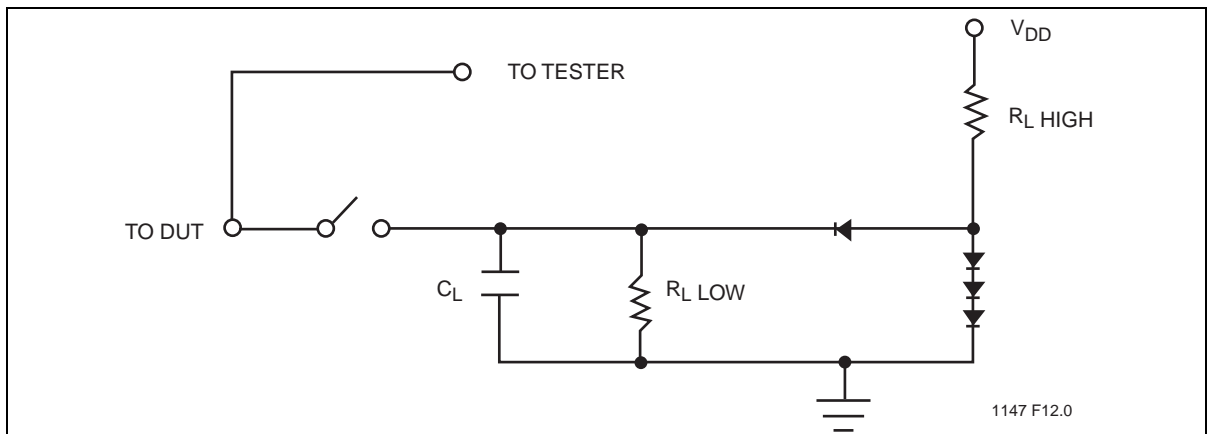 V_DD
TO TESTER
R_L HIGH
TO DUT
C_L
R_L LOW
1147 F12.0